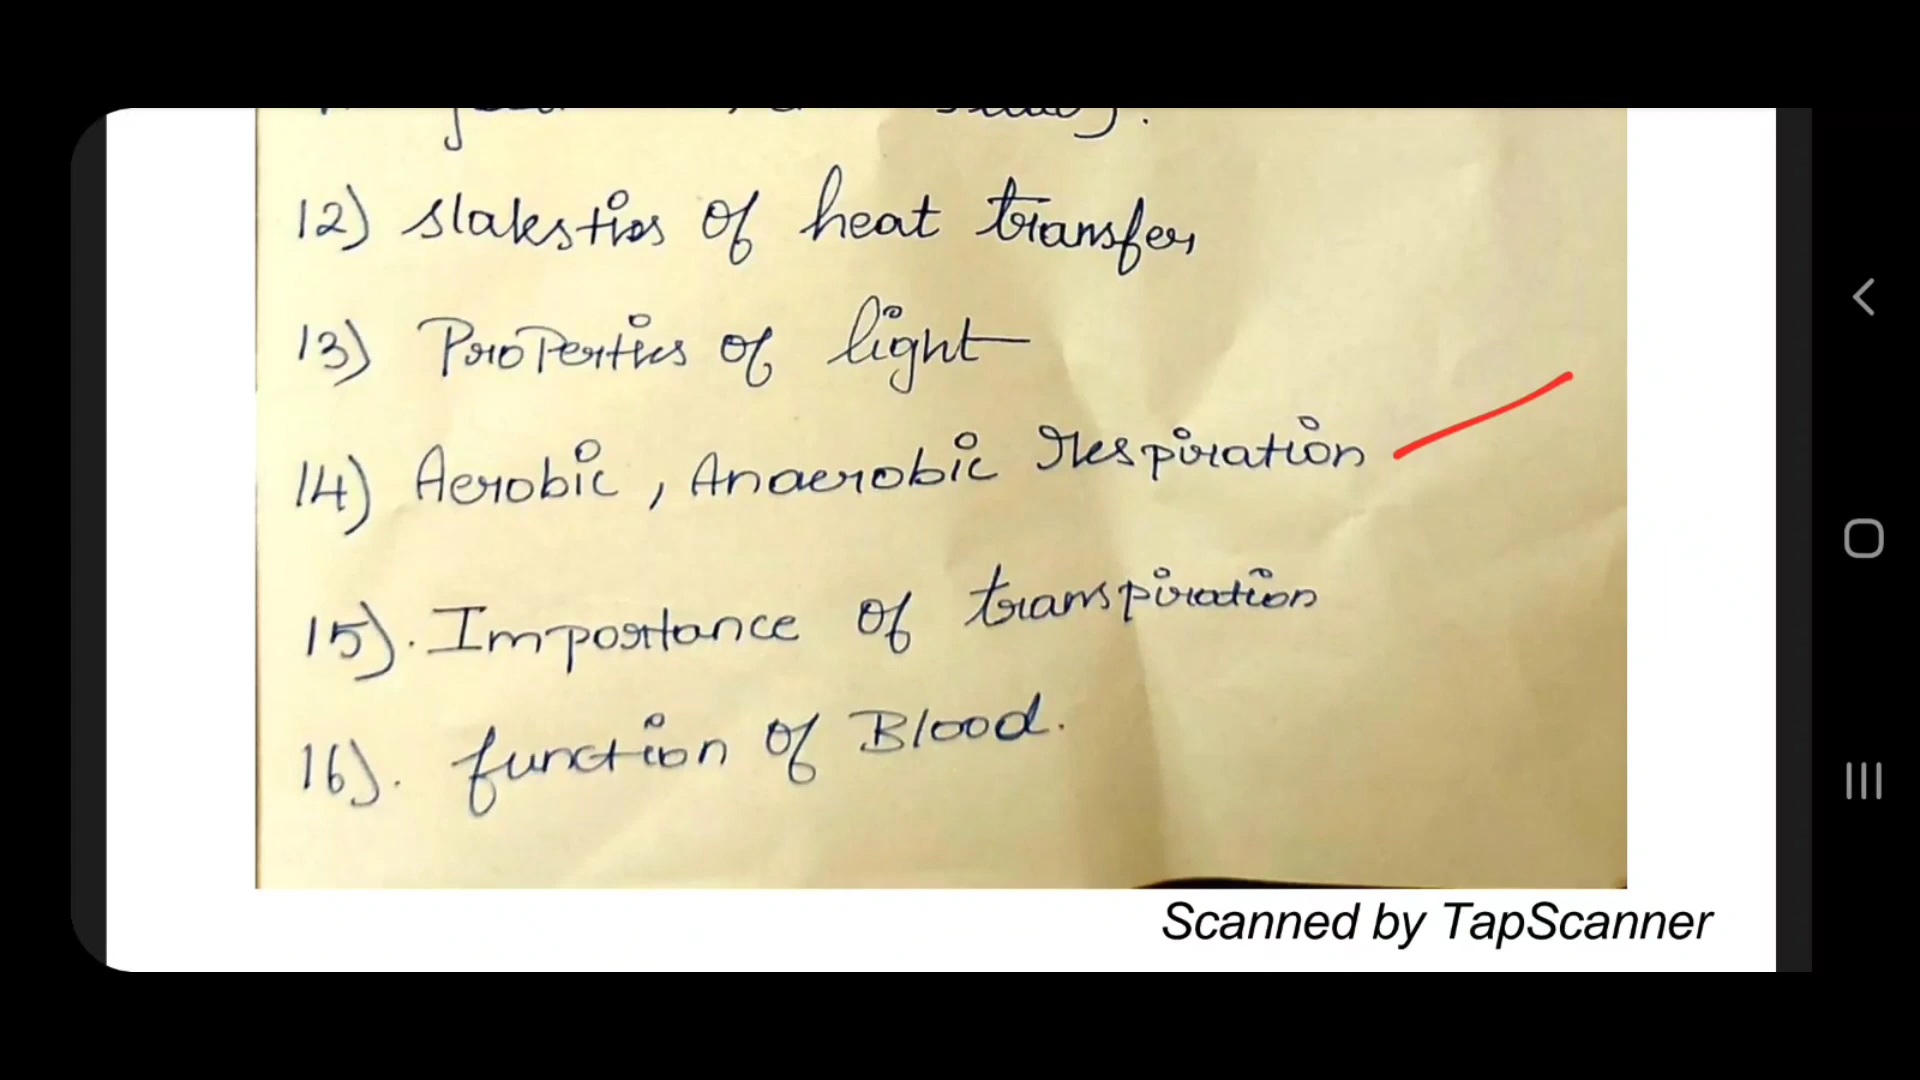 12) slakstics of heat transfer
13) Properties of light
14) Aerobic, Anaerobic respiration
15). Importance of transpiration
16). function of Blood.
Scanned by TapScanner